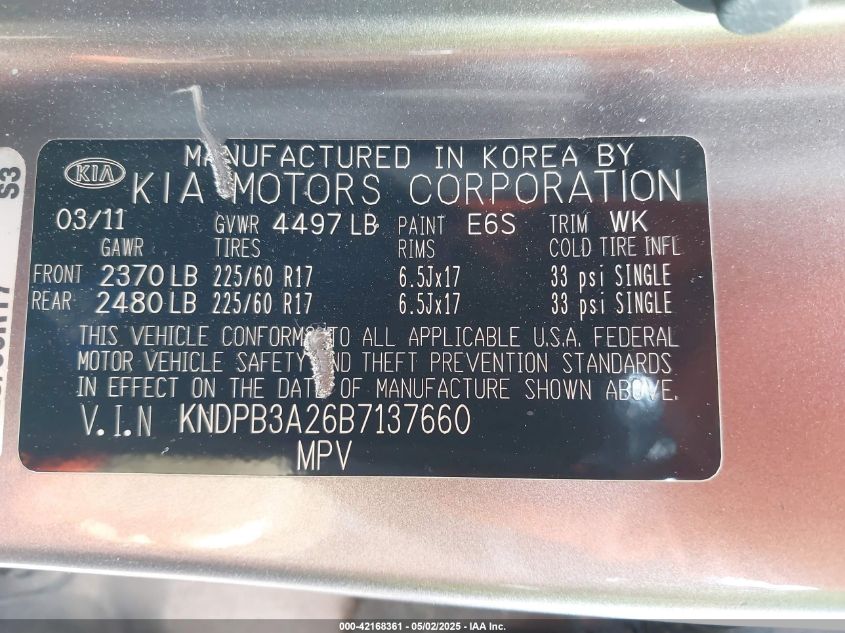 MANUFACTURED IN KOREA BY
KIA
KIA MOTORS CORPORATION
03/11 GVWR 4497 LB PAINT E6S TRIM WK
GAWR TIRES RIMS COLD TIRE INFL
FRONT 2370 LB 225/60 R17 6.5Jx17 33 psi SINGLE
REAR 2480 LB 225/60 R17 6.5Jx17 33 psi SINGLE
THIS VEHICLE CONFORMS TO ALL APPLICABLE U.S.A. FEDERAL
MOTOR VEHICLE SAFETY AND THEFT PREVENTION STANDARDS
IN EFFECT ON THE DATE OF MANUFACTURE SHOWN ABOVE.
V.I.N KNDPB3A26B7137660
MPV
S3
000-42168361 - 05/02/2025 - IAA Inc.